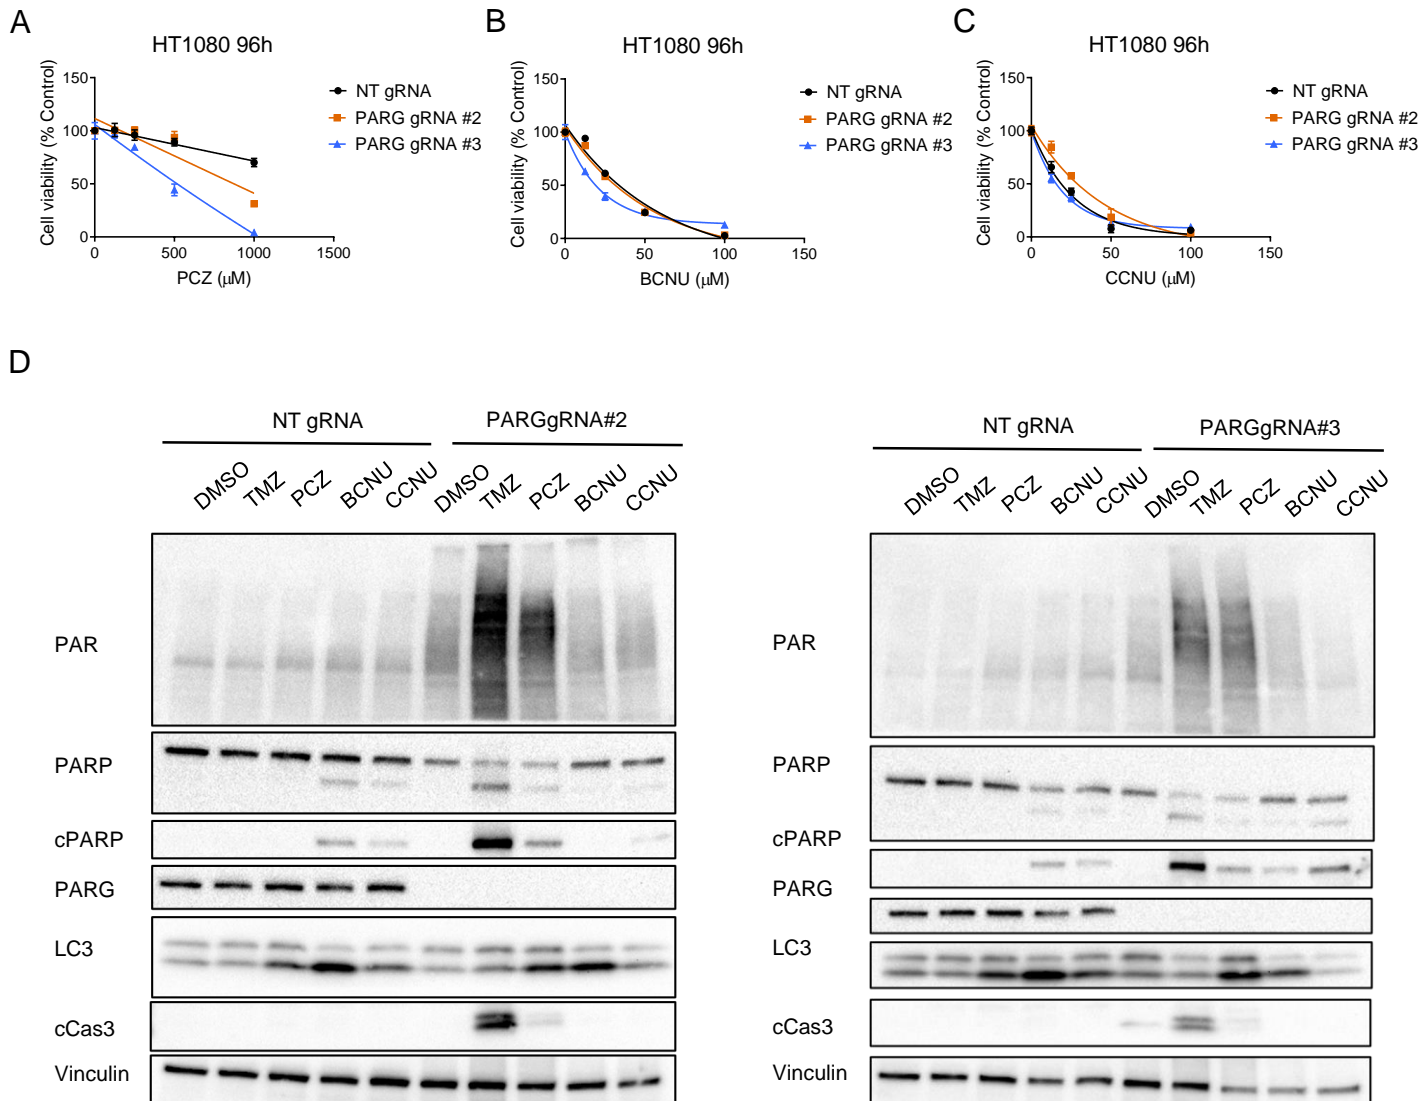 A
HT1080 96h
Cell viability (% Control)
150
100
50
0
0
500
1000
1500
PCZ (μM)
NT gRNA
PARG gRNA #2
PARG gRNA #3
B
HT1080 96h
Cell viability (% Control)
150
100
50
0
0
50
100
150
BCNU (μM)
NT gRNA
PARG gRNA #2
PARG gRNA #3
C
HT1080 96h
Cell viability (% Control)
150
100
50
0
0
50
100
150
CCNU (μM)
NT gRNA
PARG gRNA #2
PARG gRNA #3
D
NT gRNA
PARGgRNA#2
DMSO
TMZ
PCZ
BCNU
CCNU
DMSO
TMZ
PCZ
BCNU
CCNU
PAR
PARP
cPARP
PARG
LC3
cCas3
Vinculin
NT gRNA
PARGgRNA#3
DMSO
TMZ
PCZ
BCNU
CCNU
DMSO
TMZ
PCZ
BCNU
CCNU
PAR
PARP
cPARP
PARG
LC3
cCas3
Vinculin